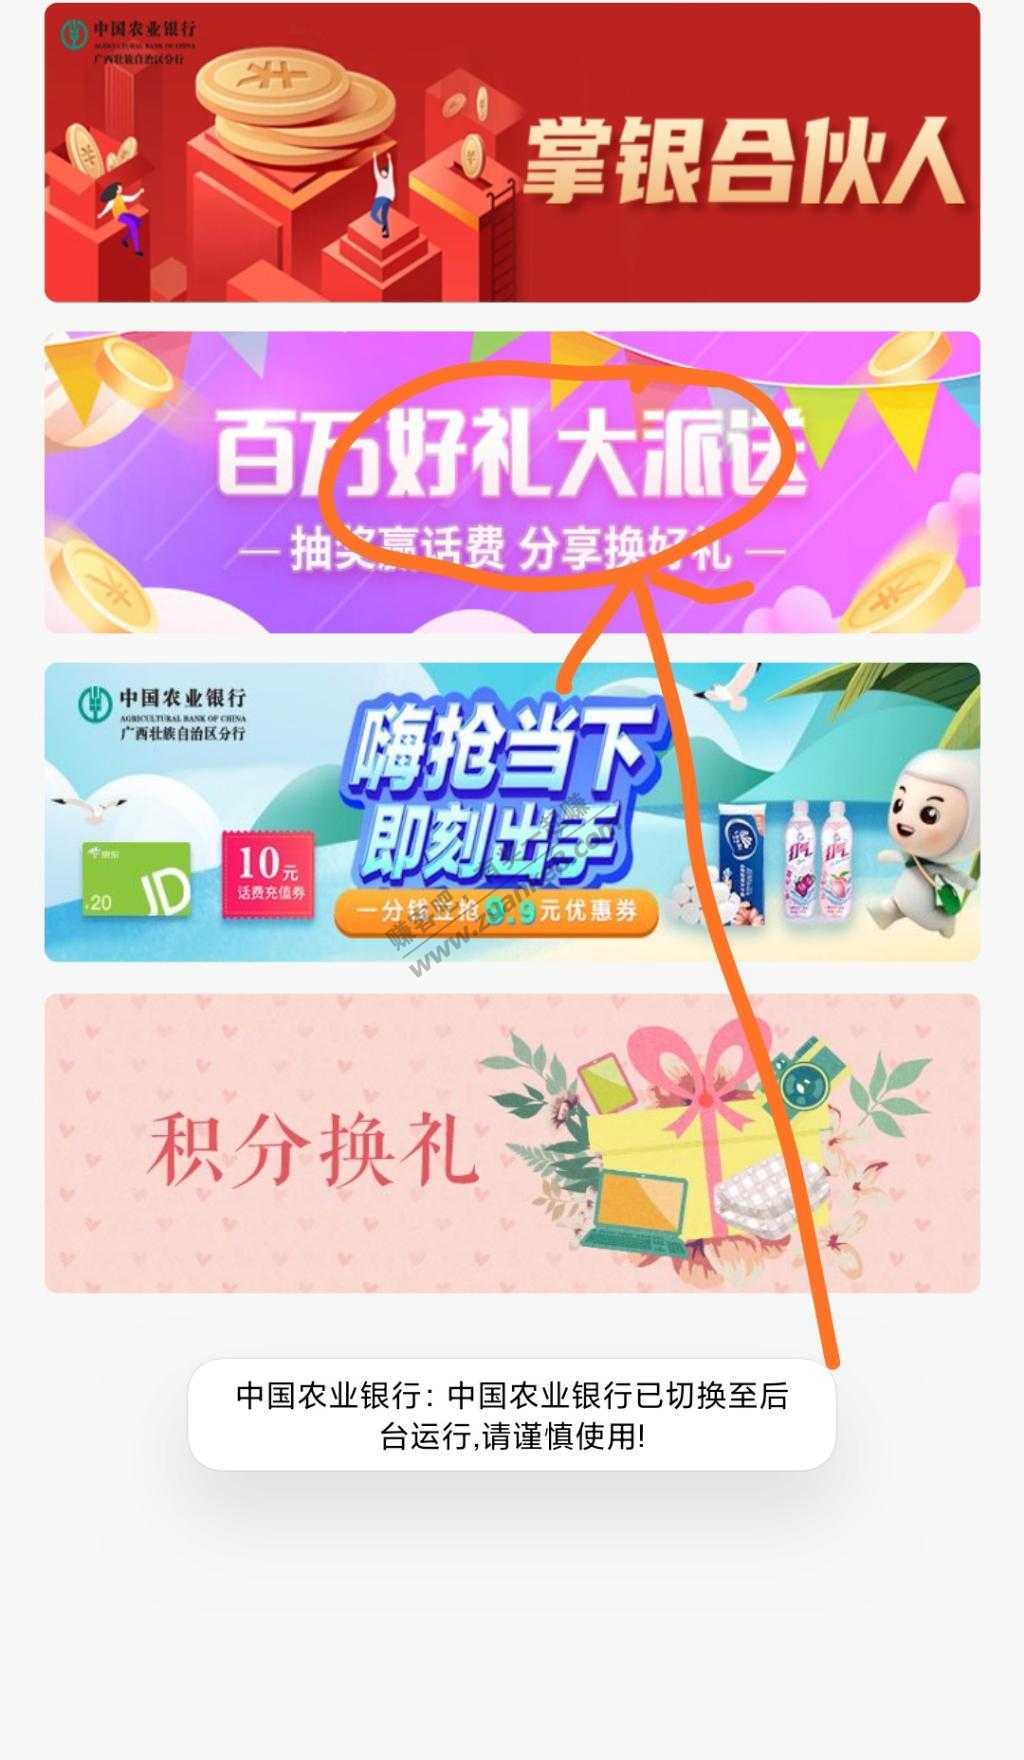 中国农业银行
AGRICULTURAL BANK OF CHINA
广西壮族自治区分行
掌银合伙人
百万好礼大派送
抽奖赢话费 分享换好礼
中国农业银行
AGRICULTURAL BANK OF CHINA
广西壮族自治区分行
嗨抢当下
即刻出手
京东
20
10元
话费充值券
一分钱立抢9.9元优惠券
赚客吧
www.zuanke8.com
积分换礼
中国农业银行: 中国农业银行已切换至后
台运行,请谨慎使用!